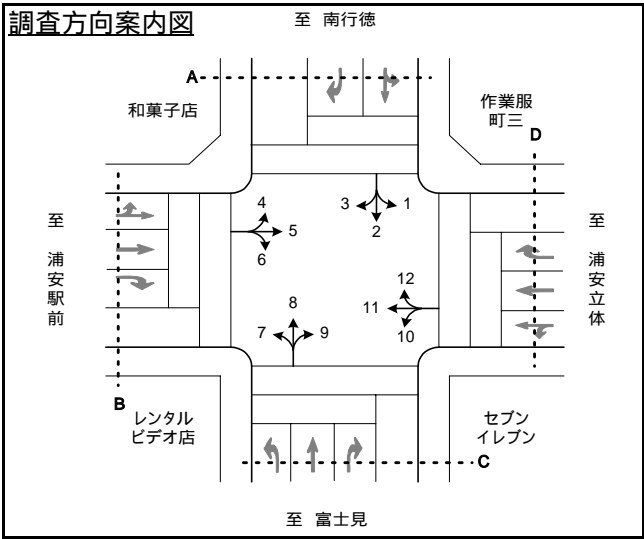 調査方向案内図
至 南行徳
A
和菓子店
作業服
町三
D
3
1
2
4
5
6
至
浦安駅前
至
浦安立体
12
11
10
8
7
9
B
レンタル
ビデオ店
セブン
イレブン
C
至 富士見